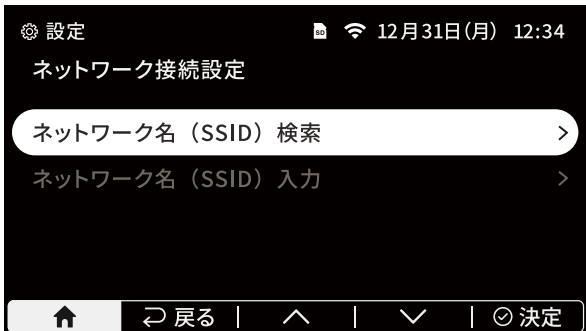 設定 SD 12月31日(月) 12:34
ネットワーク接続設定
ネットワーク名（SSID）検索
ネットワーク名（SSID）入力
戻る 決定